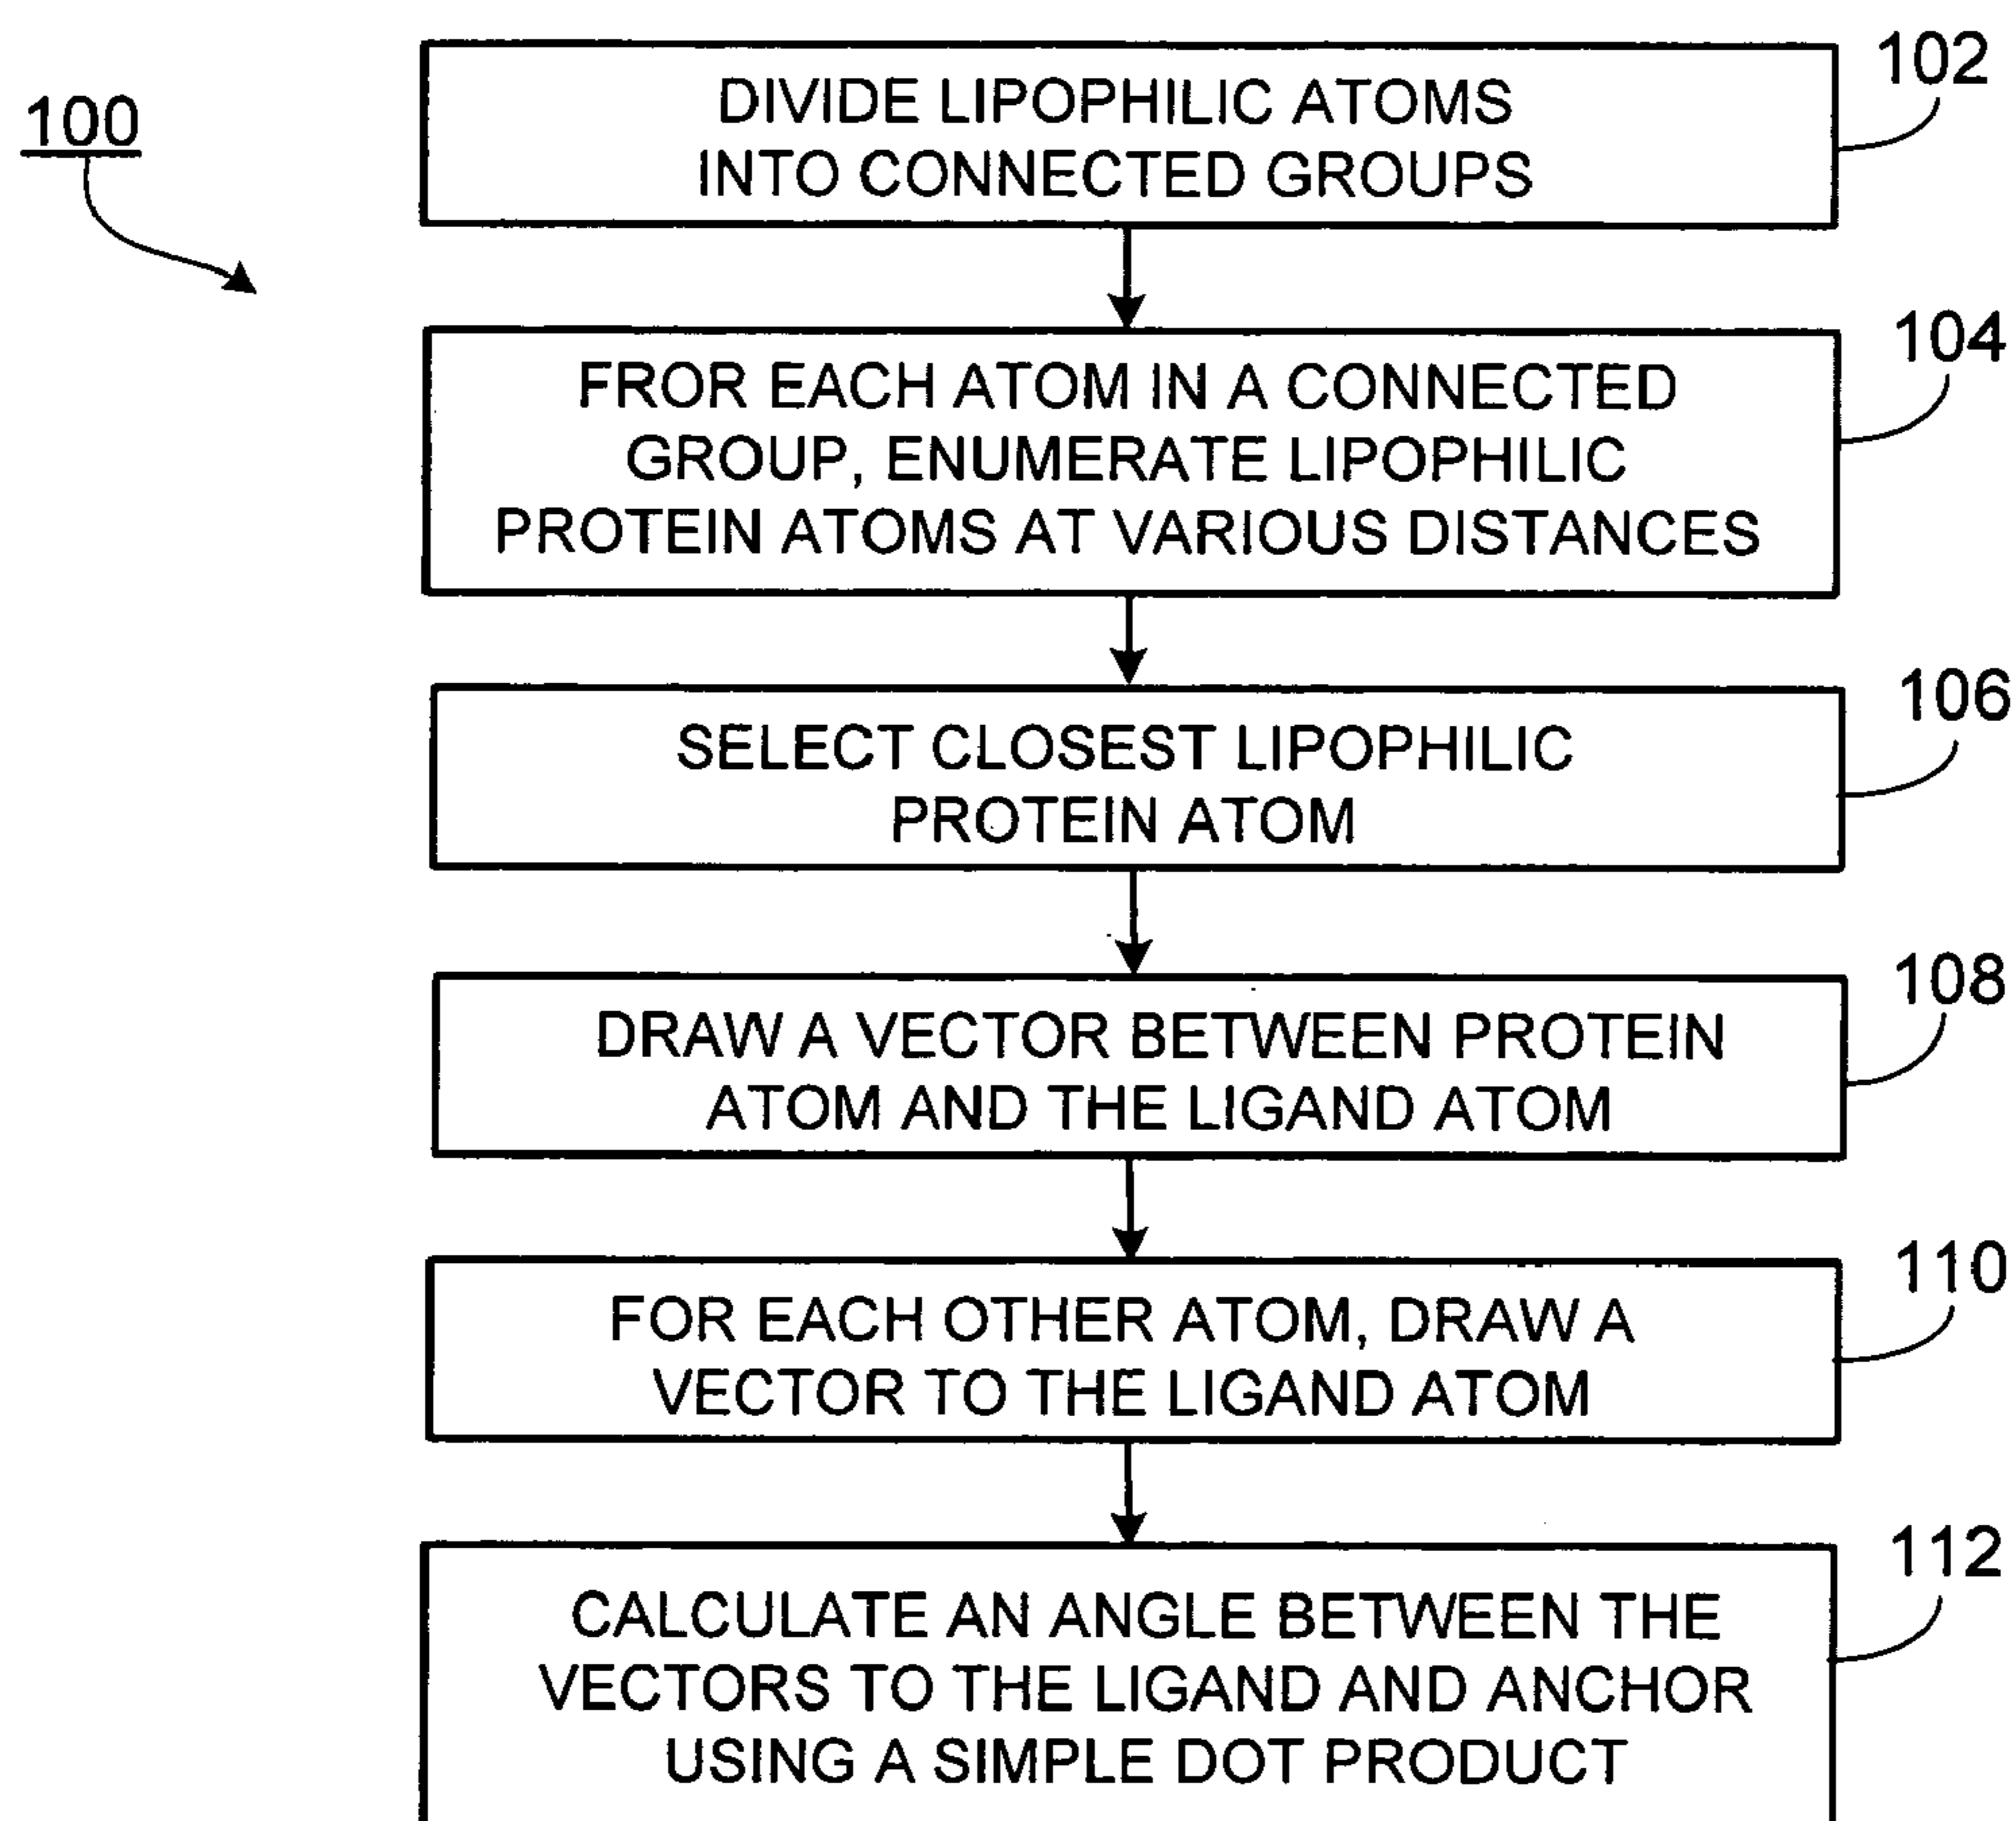 100
102
DIVIDE LIPOPHILIC ATOMS
INTO CONNECTED GROUPS
104
FROR EACH ATOM IN A CONNECTED
GROUP, ENUMERATE LIPOPHILIC
PROTEIN ATOMS AT VARIOUS DISTANCES
106
SELECT CLOSEST LIPOPHILIC
PROTEIN ATOM
108
DRAW A VECTOR BETWEEN PROTEIN
ATOM AND THE LIGAND ATOM
110
FOR EACH OTHER ATOM, DRAW A
VECTOR TO THE LIGAND ATOM
112
CALCULATE AN ANGLE BETWEEN THE
VECTORS TO THE LIGAND AND ANCHOR
USING A SIMPLE DOT PRODUCT